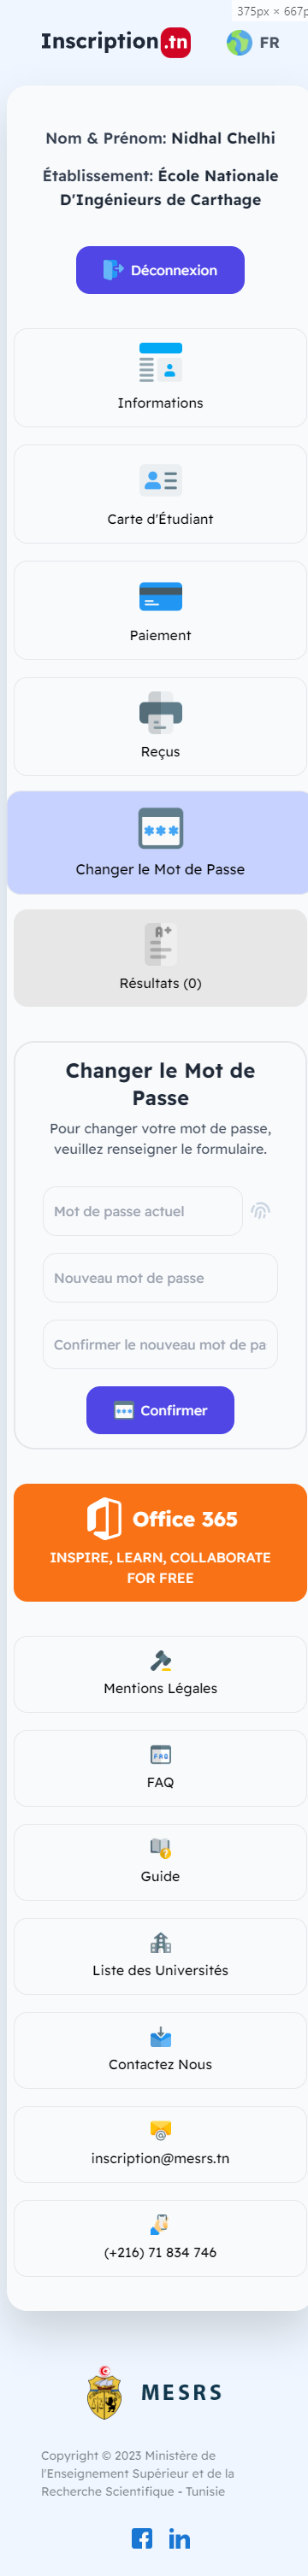 375px × 667p
Inscription .tn
FR
Nom & Prénom: Nidhal Chelhi
Établissement: École Nationale
D'Ingénieurs de Carthage
Déconnexion
Informations
Carte d'Étudiant
Paiement
Reçus
***
Changer le Mot de Passe
A+
Résultats (0)
Changer le Mot de
Passe
Pour changer votre mot de passe,
veuillez renseigner le formulaire.
Mot de passe actuel
Nouveau mot de passe
Confirmer le nouveau mot de pa
Confirmer
Office 365
INSPIRE, LEARN, COLLABORATE
FOR FREE
Mentions Légales
FAQ
FAQ
?
Guide
Liste des Universités
Contactez Nous
@
inscription@mesrs.tn
(+216) 71 834 746
MESRS
Copyright © 2023 Ministère de
l'Enseignement Supérieur et de la
Recherche Scientifique - Tunisie